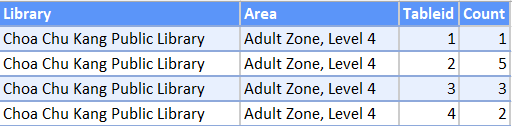 Library Area Tableid Count
Choa Chu Kang Public Library Adult Zone, Level 4 1 1
Choa Chu Kang Public Library Adult Zone, Level 4 2 5
Choa Chu Kang Public Library Adult Zone, Level 4 3 3
Choa Chu Kang Public Library Adult Zone, Level 4 4 2